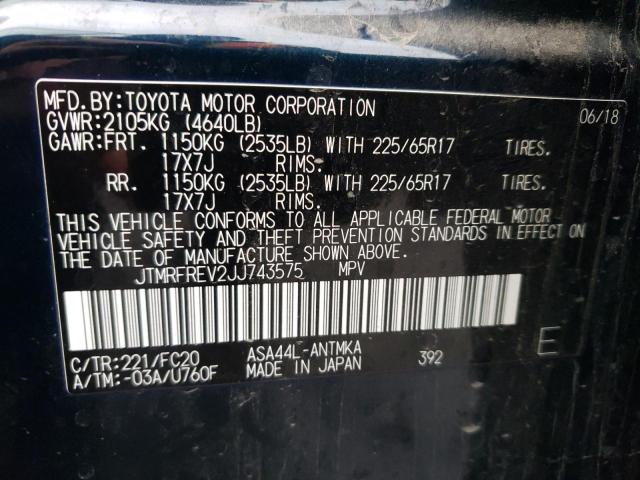 MFD.BY:TOYOTA MOTOR CORPORATION 06/18
GVWR:2105KG (4640LB)
GAWR:FRT. 1150KG (2535LB) WITH 225/65R17 TIRES.
17X7J RIMS.
RR. 1150KG (2535LB) WITH 225/65R17 TIRES.
17X7J RIMS.
THIS VEHICLE CONFORMS TO ALL APPLICABLE FEDERAL MOTOR
VEHICLE SAFETY AND THEFT PREVENTION STANDARDS IN EFFECT ON
THE DATE OF MANUFACTURE SHOWN ABOVE.
JTMRFREV2JJ743575 MPV
C/TR:221/FC20 ASA44L-ANTMKA 392 E
A/TM:-03A/U760F MADE IN JAPAN